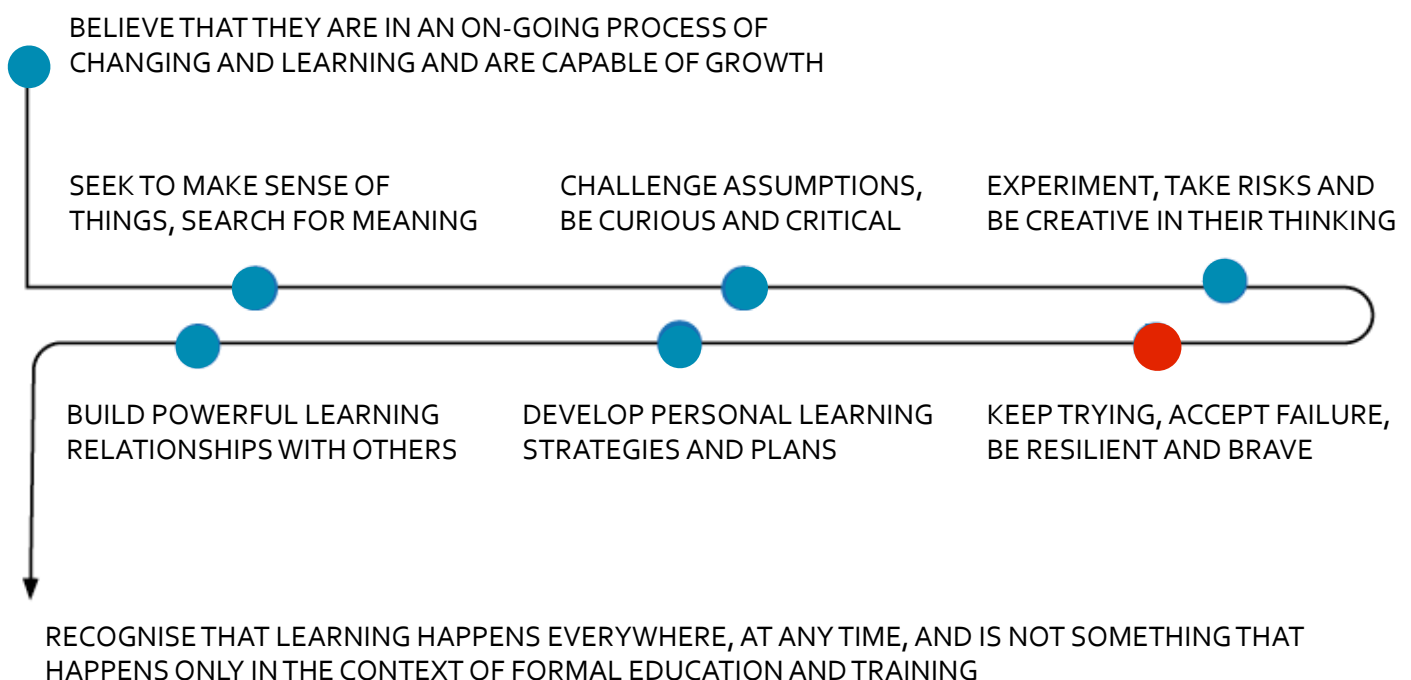 BELIEVE THAT THEY ARE IN AN ON-GOING PROCESS OF
CHANGING AND LEARNING AND ARE CAPABLE OF GROWTH
SEEK TO MAKE SENSE OF
THINGS, SEARCH FOR MEANING
CHALLENGE ASSUMPTIONS,
BE CURIOUS AND CRITICAL
EXPERIMENT, TAKE RISKS AND
BE CREATIVE IN THEIR THINKING
BUILD POWERFUL LEARNING
RELATIONSHIPS WITH OTHERS
DEVELOP PERSONAL LEARNING
STRATEGIES AND PLANS
KEEP TRYING, ACCEPT FAILURE,
BE RESILIENT AND BRAVE
RECOGNISE THAT LEARNING HAPPENS EVERYWHERE, AT ANY TIME, AND IS NOT SOMETHING THAT
HAPPENS ONLY IN THE CONTEXT OF FORMAL EDUCATION AND TRAINING